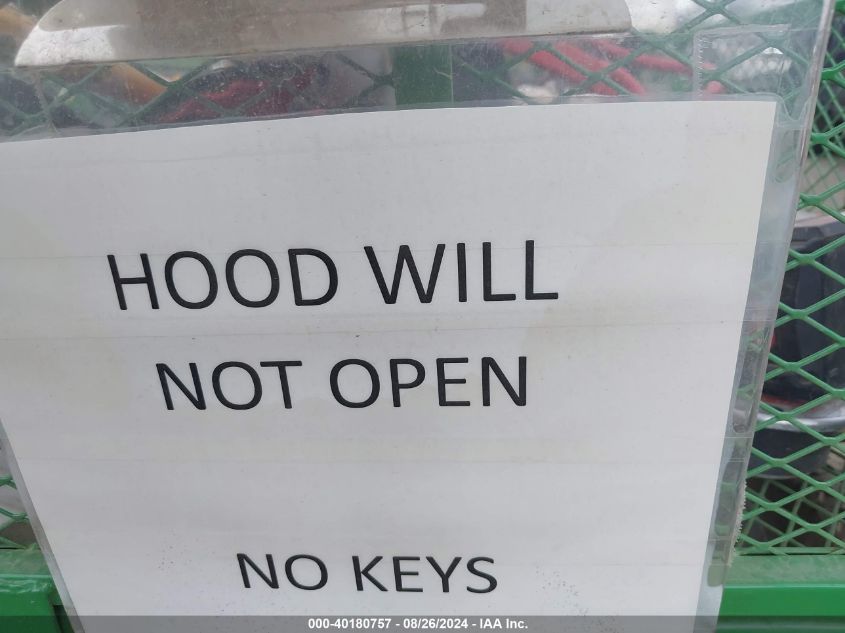 HOOD WILL
NOT OPEN
NO KEYS
000-40180757 - 08/26/2024 - IAA Inc.